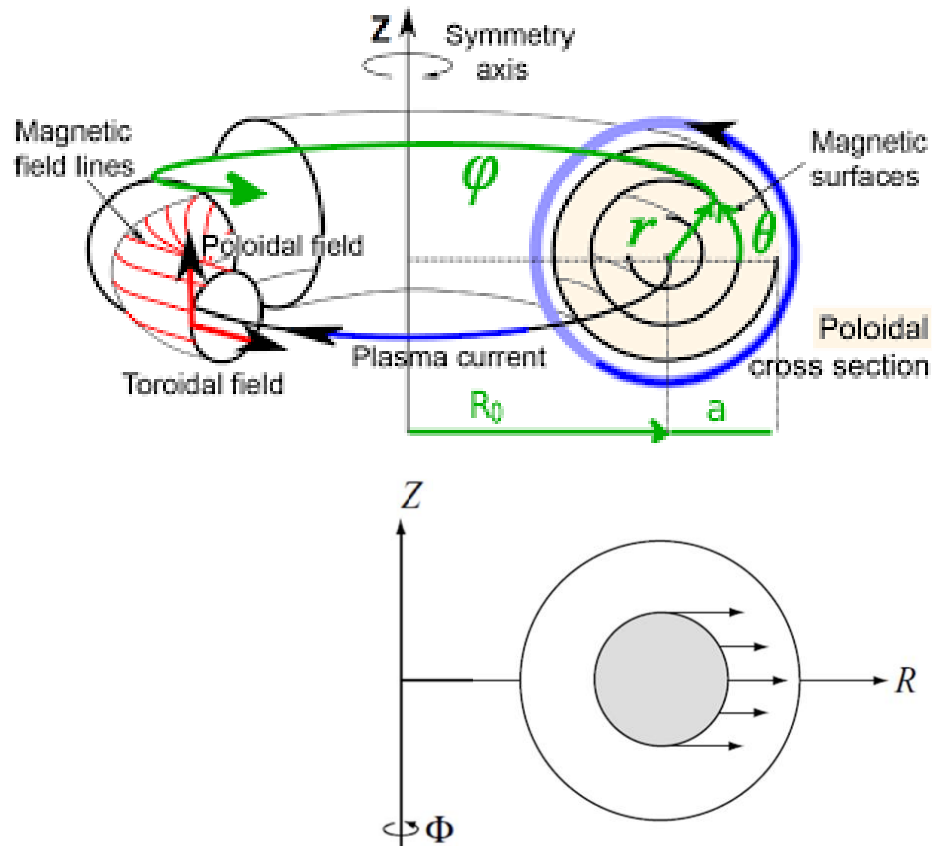 Z
Symmetry
axis
Magnetic
field lines
φ
Magnetic
surfaces
r
θ
Poloidal field
Plasma current
Toroidal field
Poloidal
cross section
R₀
a
Z
R
Φ